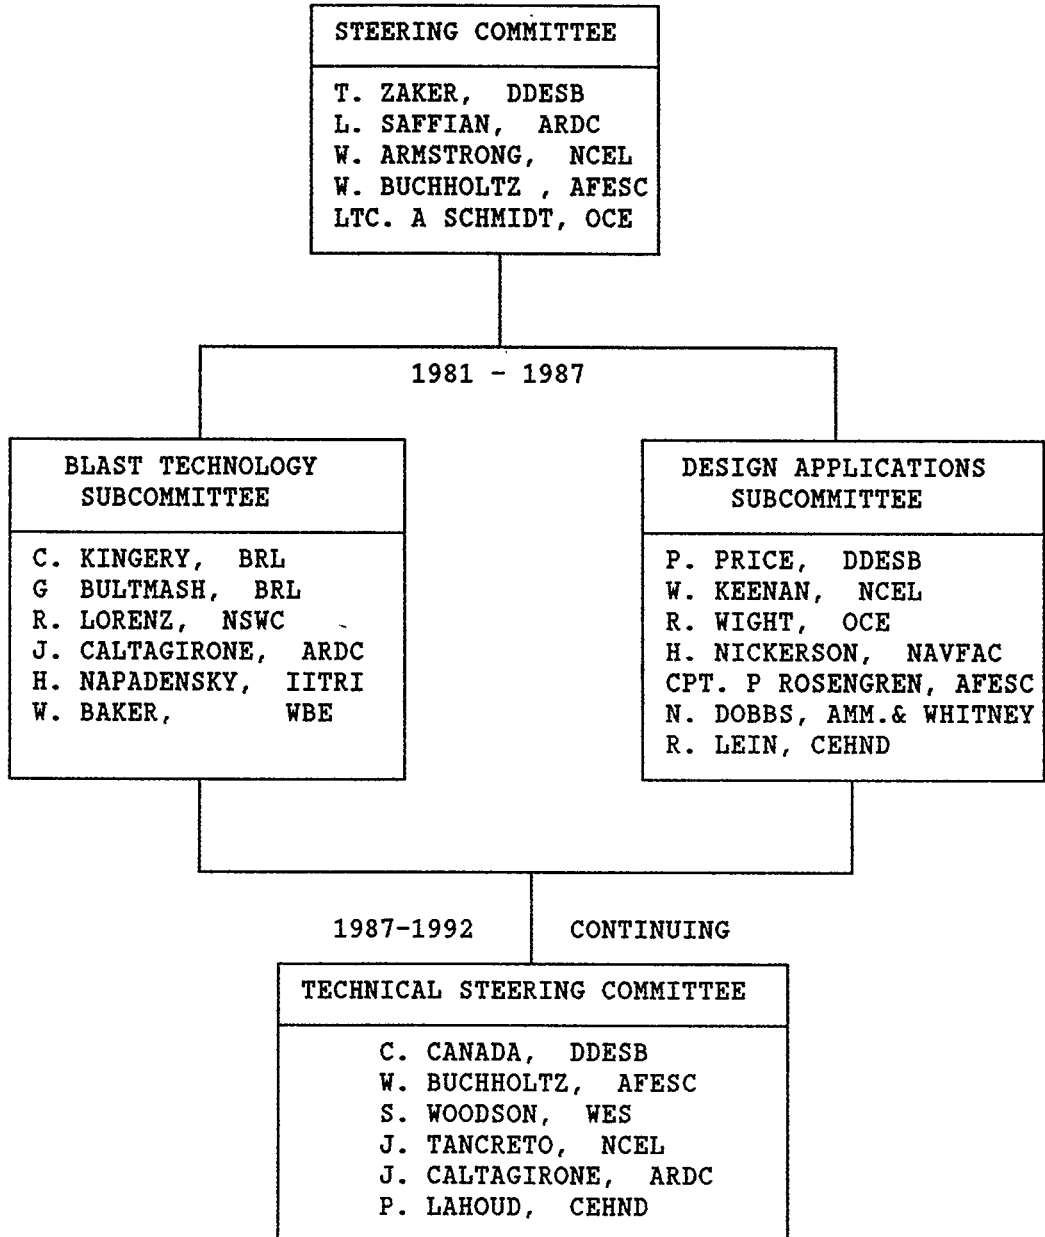 STEERING COMMITTEE
T. ZAKER, DDESB
L. SAFFIAN, ARDC
W. ARMSTRONG, NCEL
W. BUCHHOLTZ , AFESC
LTC. A SCHMIDT, OCE
1981 - 1987
BLAST TECHNOLOGY
SUBCOMMITTEE
C. KINGERY, BRL
G BULTMASH, BRL
R. LORENZ, NSWC
J. CALTAGIRONE, ARDC
H. NAPADENSKY, IITRI
W. BAKER, WBE
DESIGN APPLICATIONS
SUBCOMMITTEE
P. PRICE, DDESB
W. KEENAN, NCEL
R. WIGHT, OCE
H. NICKERSON, NAVFAC
CPT. P ROSENGREN, AFESC
N. DOBBS, AMM.& WHITNEY
R. LEIN, CEHND
1987-1992 CONTINUING
TECHNICAL STEERING COMMITTEE
C. CANADA, DDESB
W. BUCHHOLTZ, AFESC
S. WOODSON, WES
J. TANCRETO, NCEL
J. CALTAGIRONE, ARDC
P. LAHOUD, CEHND